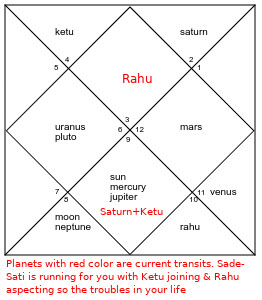 ketu
saturn
4
5
2
1
Rahu
uranus
pluto
3
6 12
9
mars
sun
mercury
jupiter
7
8
11
10
venus
Saturn+Ketu
moon
neptune
rahu
Planets with red color are current transits. Sade-
Sati is running for you with Ketu joining & Rahu
aspecting so the troubles in your life